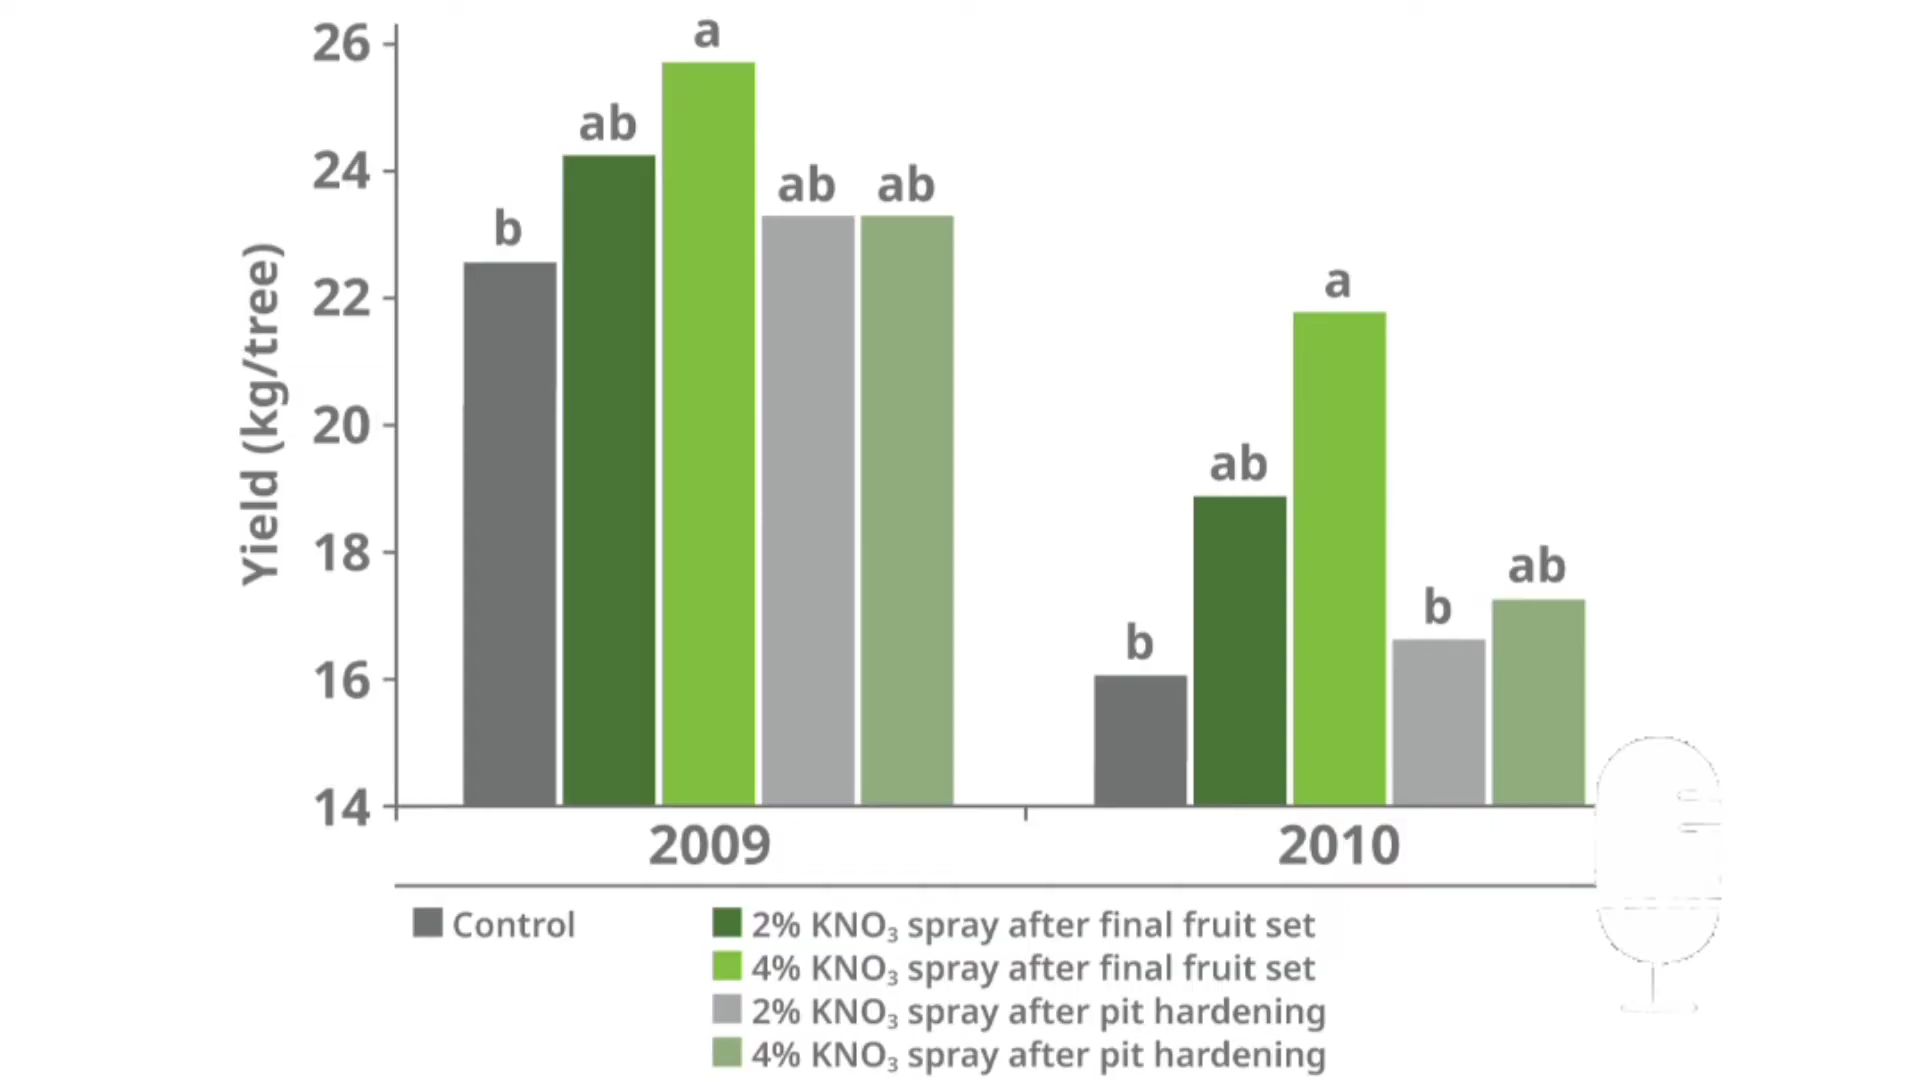 Yield (kg/tree)
26
24
22
20
18
16
14
b
ab
a
ab
ab
b
ab
a
b
ab
2009
2010
Control
2% KNO₃ spray after final fruit set
4% KNO₃ spray after final fruit set
2% KNO₃ spray after pit hardening
4% KNO₃ spray after pit hardening